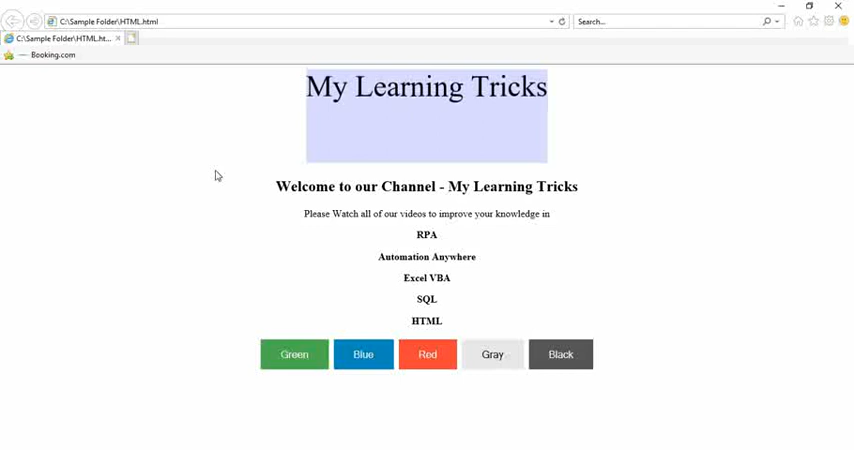 C:\Sample Folder\HTML.html
Search...
C:\Sample Folder\HTML.ht...
Booking.com
My Learning Tricks
Welcome to our Channel - My Learning Tricks
Please Watch all of our videos to improve your knowledge in
RPA
Automation Anywhere
Excel VBA
SQL
HTML
Green Blue Red Gray Black